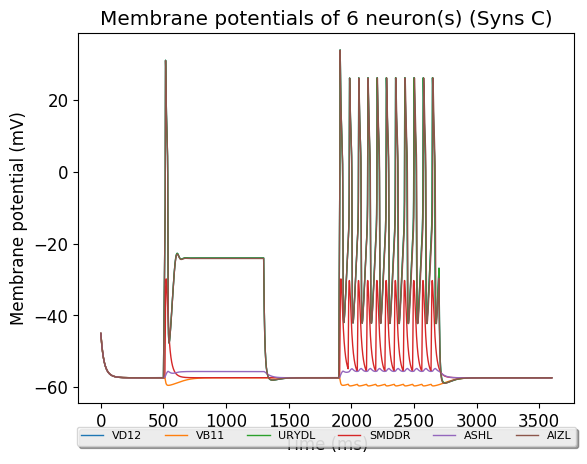 Membrane potentials of 6 neuron(s) (Syns C)
Membrane potential (mV)
20
0
−20
−40
−60
0 500 1000 1500 2000 2500 3000 3500
Time (ms)
VD12 VB11 URYDL SMDDR ASHL AIZL